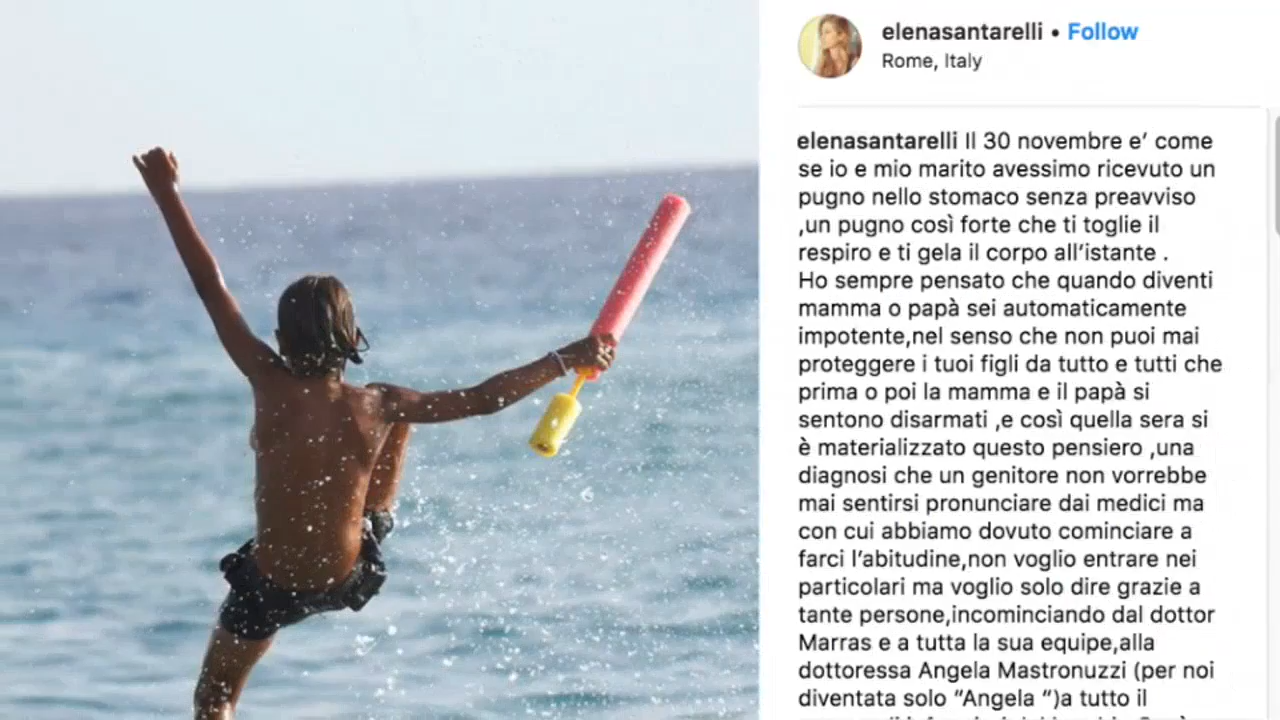 elenasantarelli • Follow
Rome, Italy
elenasantarelli Il 30 novembre e’ come
se io e mio marito avessimo ricevuto un
pugno nello stomaco senza preavviso
,un pugno così forte che ti toglie il
respiro e ti gela il corpo all’istante .
Ho sempre pensato che quando diventi
mamma o papà sei automaticamente
impotente,nel senso che non puoi mai
proteggere i tuoi figli da tutto e tutti che
prima o poi la mamma e il papà si
sentono disarmati ,e così quella sera si
è materializzato questo pensiero ,una
diagnosi che un genitore non vorrebbe
mai sentirsi pronunciare dai medici ma
con cui abbiamo dovuto cominciare a
farci l’abitudine,non voglio entrare nei
particolari ma voglio solo dire grazie a
tante persone,incominciando dal dottor
Marras e a tutta la sua equipe,alla
dottoressa Angela Mastronuzzi (per noi
diventata solo “Angela “)a tutto il